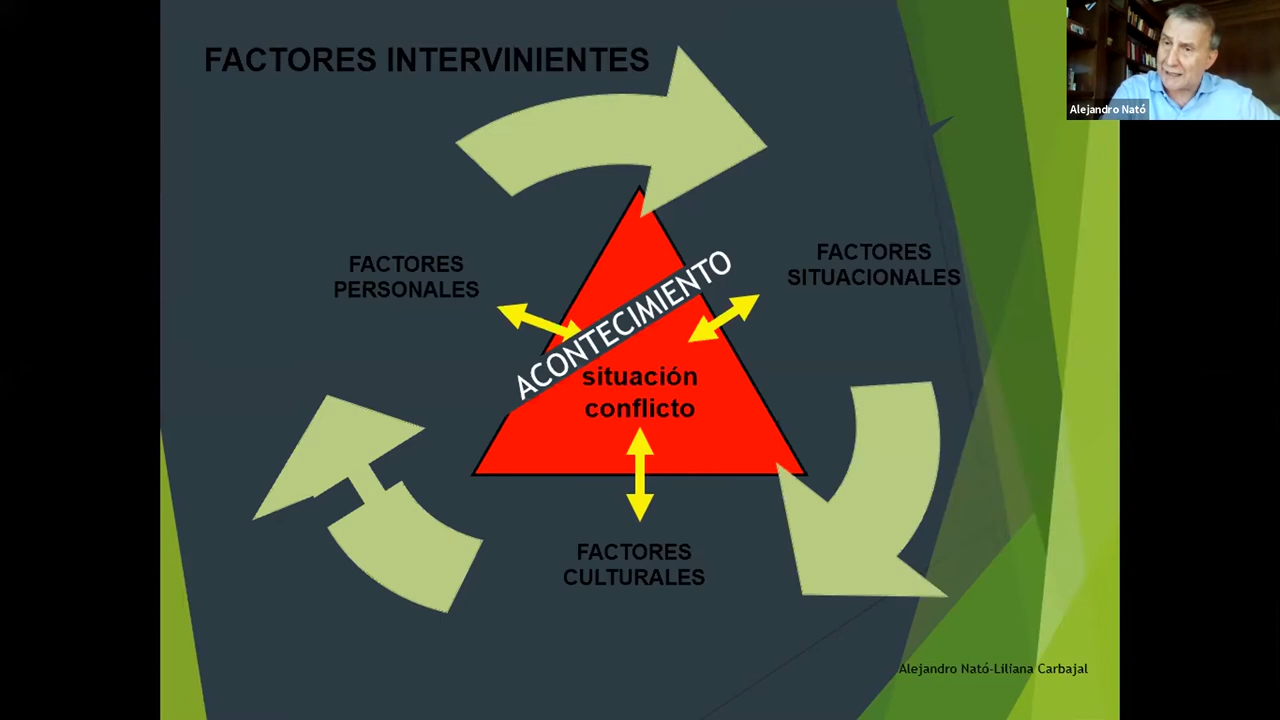 FACTORES INTERVINIENTES
Alejandro Nató
FACTORES
PERSONALES
FACTORES
SITUACIONALES
ACONTECIMIENTO
situación
conflicto
FACTORES
CULTURALES
Alejandro Nató-Liliana Carbajal